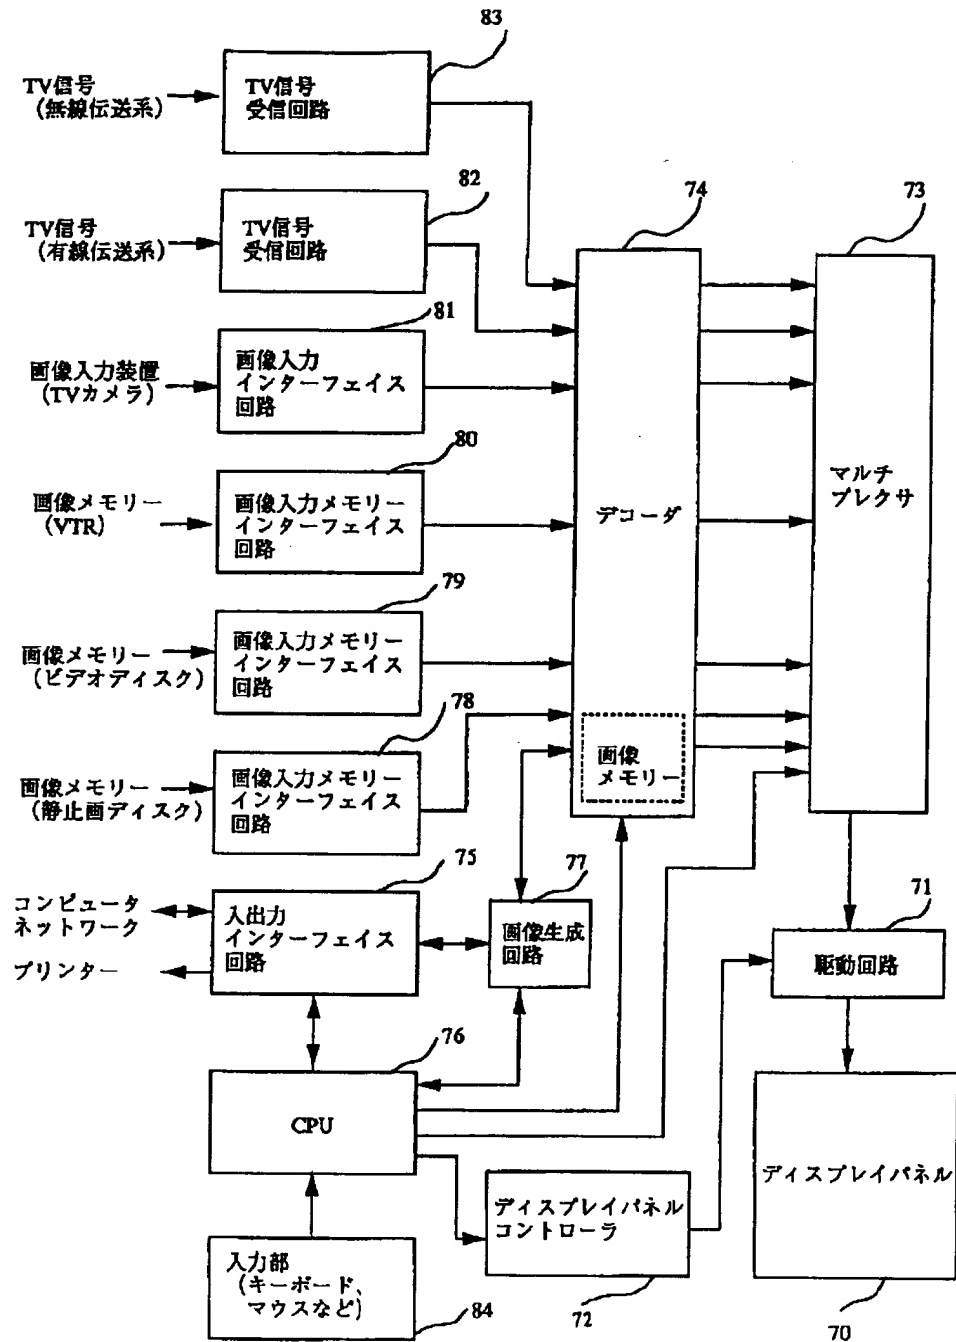 83
TV信号
(無線伝送系)
TV信号
受信回路
82
TV信号
(有線伝送系)
TV信号
受信回路
74
73
81
画像入力装置
(TVカメラ)
画像入力
インターフェイス
回路
80
画像メモリー
(VTR)
画像入力メモリー
インターフェイス
回路
デコーダ
マルチ
プレクサ
79
画像メモリー
(ビデオディスク)
画像入力メモリー
インターフェイス
回路
78
画像メモリー
(静止画ディスク)
画像入力メモリー
インターフェイス
回路
画像
メモリー
75
77
71
コンピュータ
ネットワーク
プリンター
入出力
インターフェイス
回路
画像生成
回路
駆動回路
76
CPU
ディスプレイパネル
ディスプレイパネル
コントローラ
入力部
(キーボード、
マウスなど)
84
72
70